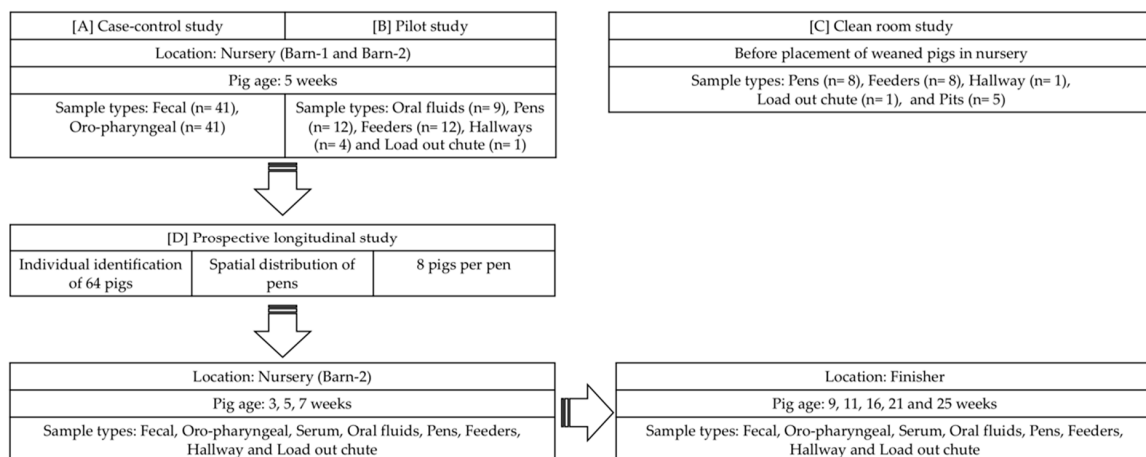 [A] Case-control study
[B] Pilot study
Location: Nursery (Barn-1 and Barn-2)
Pig age: 5 weeks
Sample types: Fecal (n= 41),
Oro-pharyngeal (n= 41)
Sample types: Oral fluids (n= 9), Pens
(n= 12), Feeders (n= 12), Hallways
(n= 4) and Load out chute (n= 1)
[C] Clean room study
Before placement of weaned pigs in nursery
Sample types: Pens (n= 8), Feeders (n= 8), Hallway (n= 1),
Load out chute (n= 1), and Pits (n= 5)
[D] Prospective longitudinal study
Individual identification
of 64 pigs
Spatial distribution of
pens
8 pigs per pen
Location: Nursery (Barn-2)
Pig age: 3, 5, 7 weeks
Sample types: Fecal, Oro-pharyngeal, Serum, Oral fluids, Pens, Feeders,
Hallway and Load out chute
Location: Finisher
Pig age: 9, 11, 16, 21 and 25 weeks
Sample types: Fecal, Oro-pharyngeal, Serum, Oral fluids, Pens, Feeders,
Hallway and Load out chute